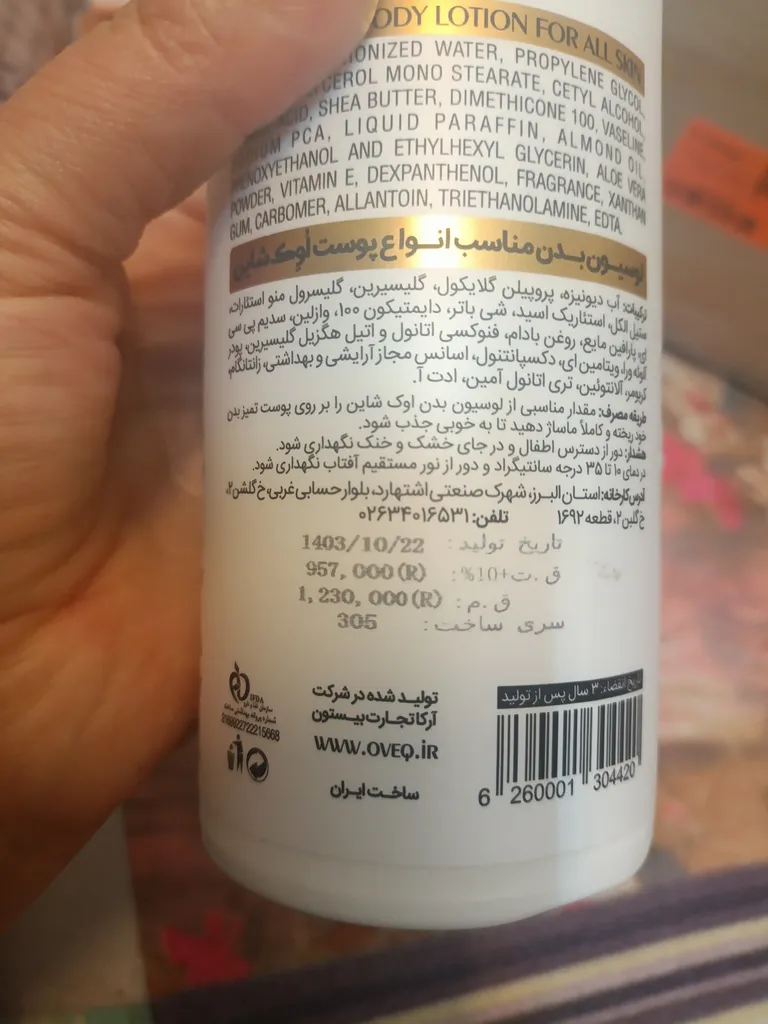 BODY LOTION FOR ALL SKIN
WATER, PROPYLENE GLYCOL,
MONO STEARATE, CETYL ALCOHOL,
SHEA BUTTER, DIMETHICONE 100, VASELINE,
PCA, LIQUID PARAFFIN, ALMOND OIL,
PHENOXYETHANOL AND ETHYLHEXYL GLYCERIN, ALOE VERA
POWDER, VITAMIN E, DEXPANTHENOL, FRAGRANCE, XANTHAN
GUM, CARBOMER, ALLANTOIN, TRIETHANOLAMINE, EDTA.
لوسیون بدن مناسب انواع پوست اوک شاین
ترکیبات: آب دیونیزه، پروپیلن گلایکول، گلیسیرین، گلیسرول منو استئارات،
ستیل الکل، استئاریک اسید، شی باتر، دایمتیکون ۱۰۰، وازلین، سدیم پی سی
ای، پارافین مایع، روغن بادام، فنوکسی اتانول و اتیل هگزیل گلیسیرین، پودر
آلوئه ورا، ویتامین ای، دکسپانتنول، اسانس مجاز آرایشی و بهداشتی، زانتانگام،
کربومر، آلانتوئین، تری اتانول آمین، ادت آ.
طریقه مصرف: مقدار مناسبی از لوسیون بدن اوک شاین را بر روی پوست تمیز بدن
خود ریخته و کاملاً ماساژ دهید تا به خوبی جذب شود.
هشدار: دور از دسترس اطفال و در جای خشک و خنک نگهداری شود.
در دمای ۱۰ تا ۳۵ درجه سانتیگراد و دور از نور مستقیم آفتاب نگهداری شود.
آدرس کارخانه: استان البرز، شهرک صنعتی اشتهارد، بلوار حسابی غربی، خ گلشن ۲،
خ گلبن ۲، قطعه ۱۶۹۲ تلفن: ۰۲۶۳۴۰۱۶۵۳۱
تاریخ تولید : 1403/10/22
ق.ت+10%: 957,000(R)
ق.م: 1,230,000(R)
سری ساخت: 305
تاریخ انقضاء: ۳ سال پس از تولید
تولید شده در شرکت
آرکا تجارت بیستون
WWW.OVEQ.IR
ساخت ایران
IFDA
سازمان غذا و دارو
شماره پروانه بهداشتی ساخت
6 260001 304420